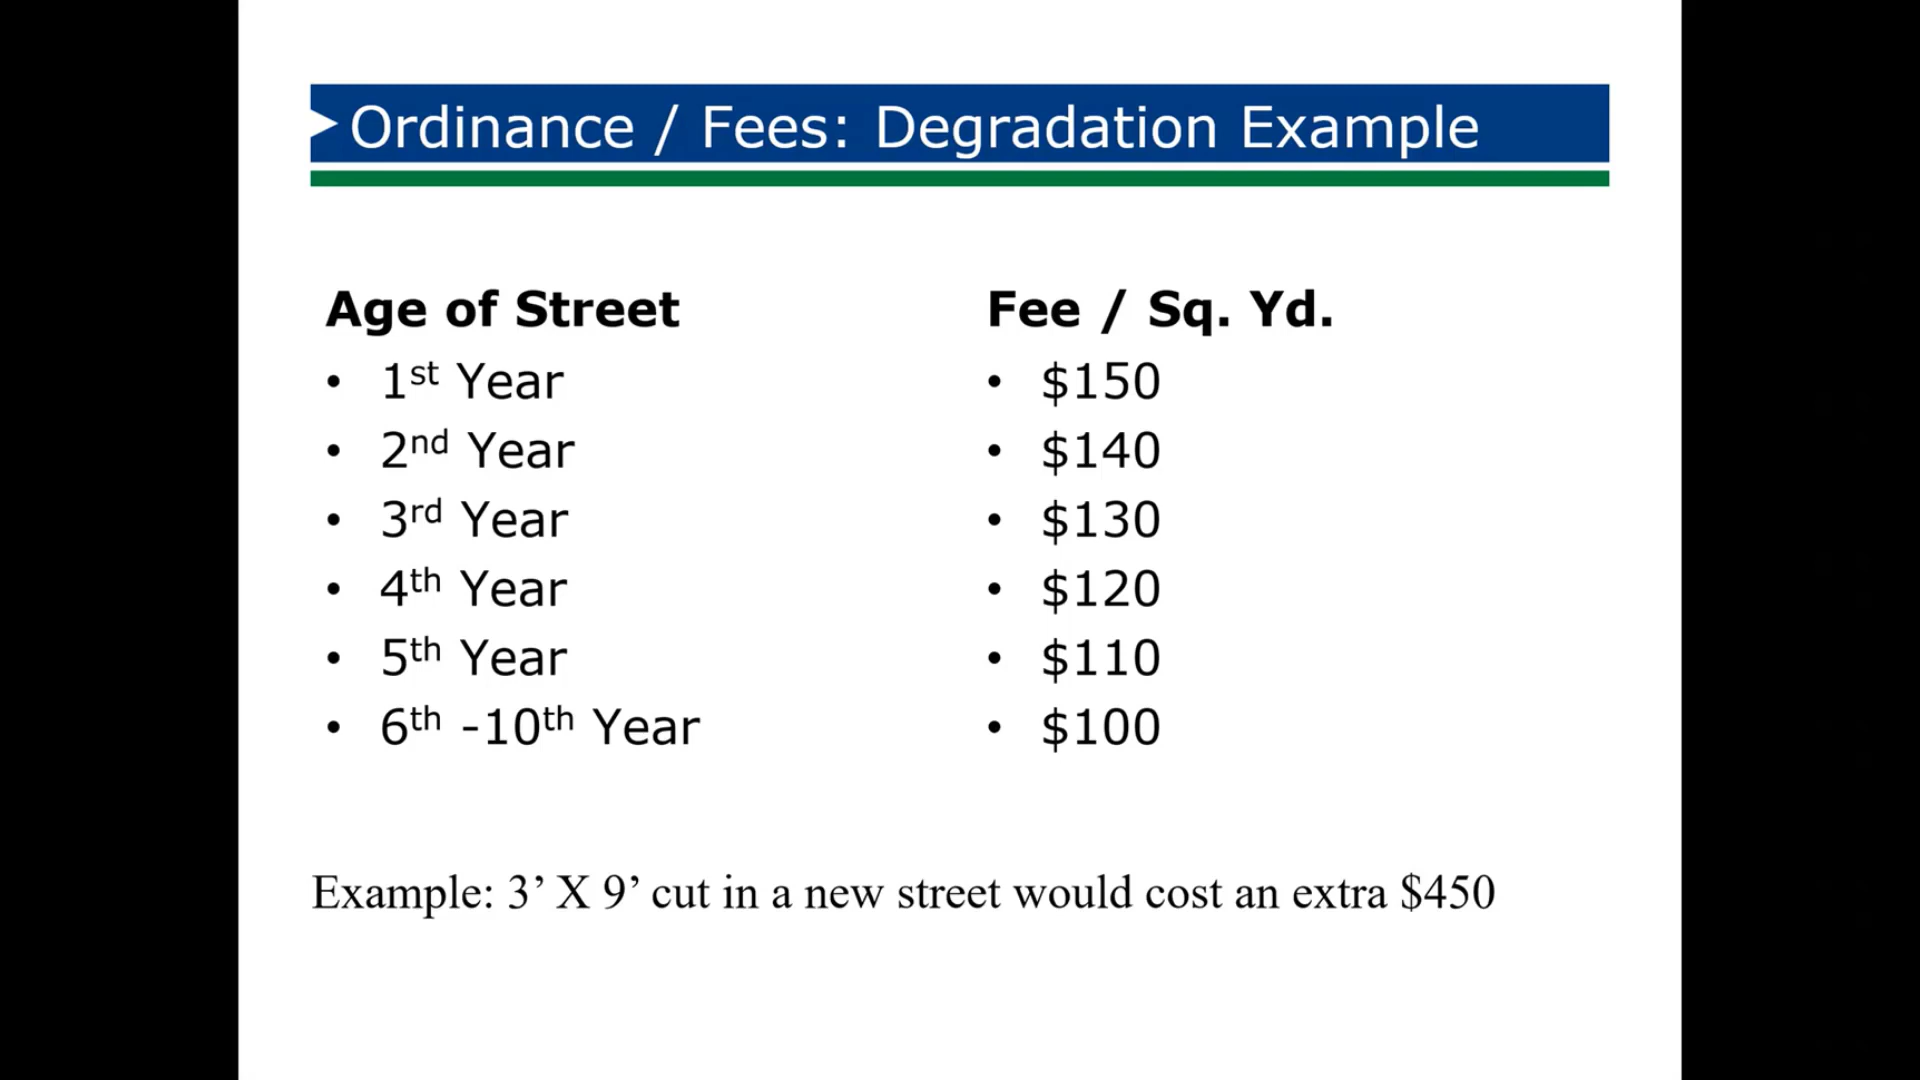 Ordinance / Fees: Degradation Example
Age of Street
• 1st Year
• 2nd Year
• 3rd Year
• 4th Year
• 5th Year
• 6th -10th Year
Fee / Sq. Yd.
• $150
• $140
• $130
• $120
• $110
• $100
Example: 3’ X 9’ cut in a new street would cost an extra $450